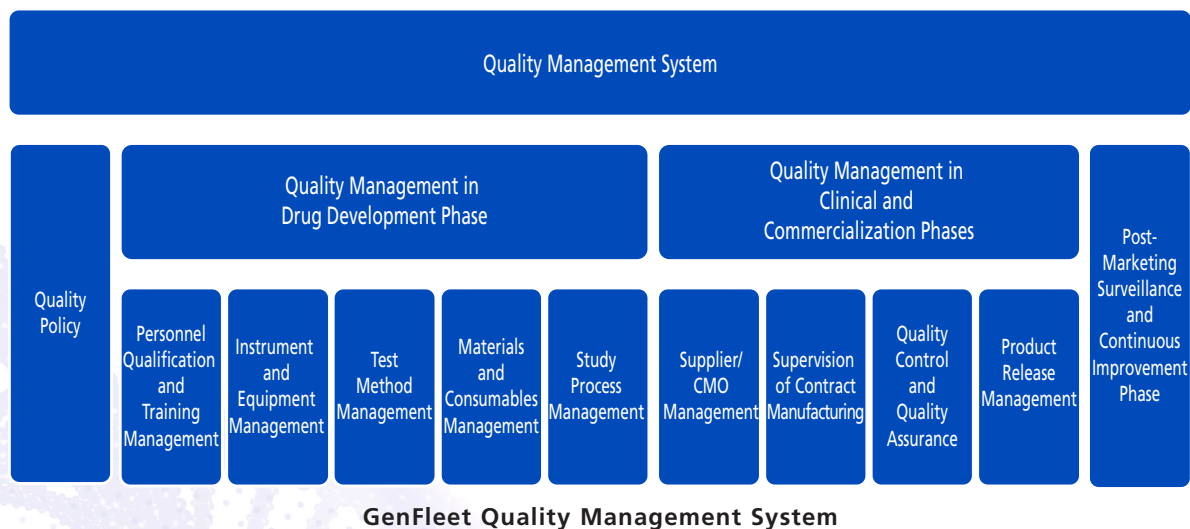 Quality Management System
Quality
Policy
Quality Management in
Drug Development Phase
Personnel
Qualification
and
Training
Management
Instrument
and
Equipment
Management
Test
Method
Management
Materials
and
Consumables
Management
Study
Process
Management
Quality Management in
Clinical and
Commercialization Phases
Supplier/
CMO
Management
Supervision
of Contract
Manufacturing
Quality
Control
and
Quality
Assurance
Product
Release
Management
Post-
Marketing
Surveillance
and
Continuous
Improvement
Phase
GenFleet Quality Management System